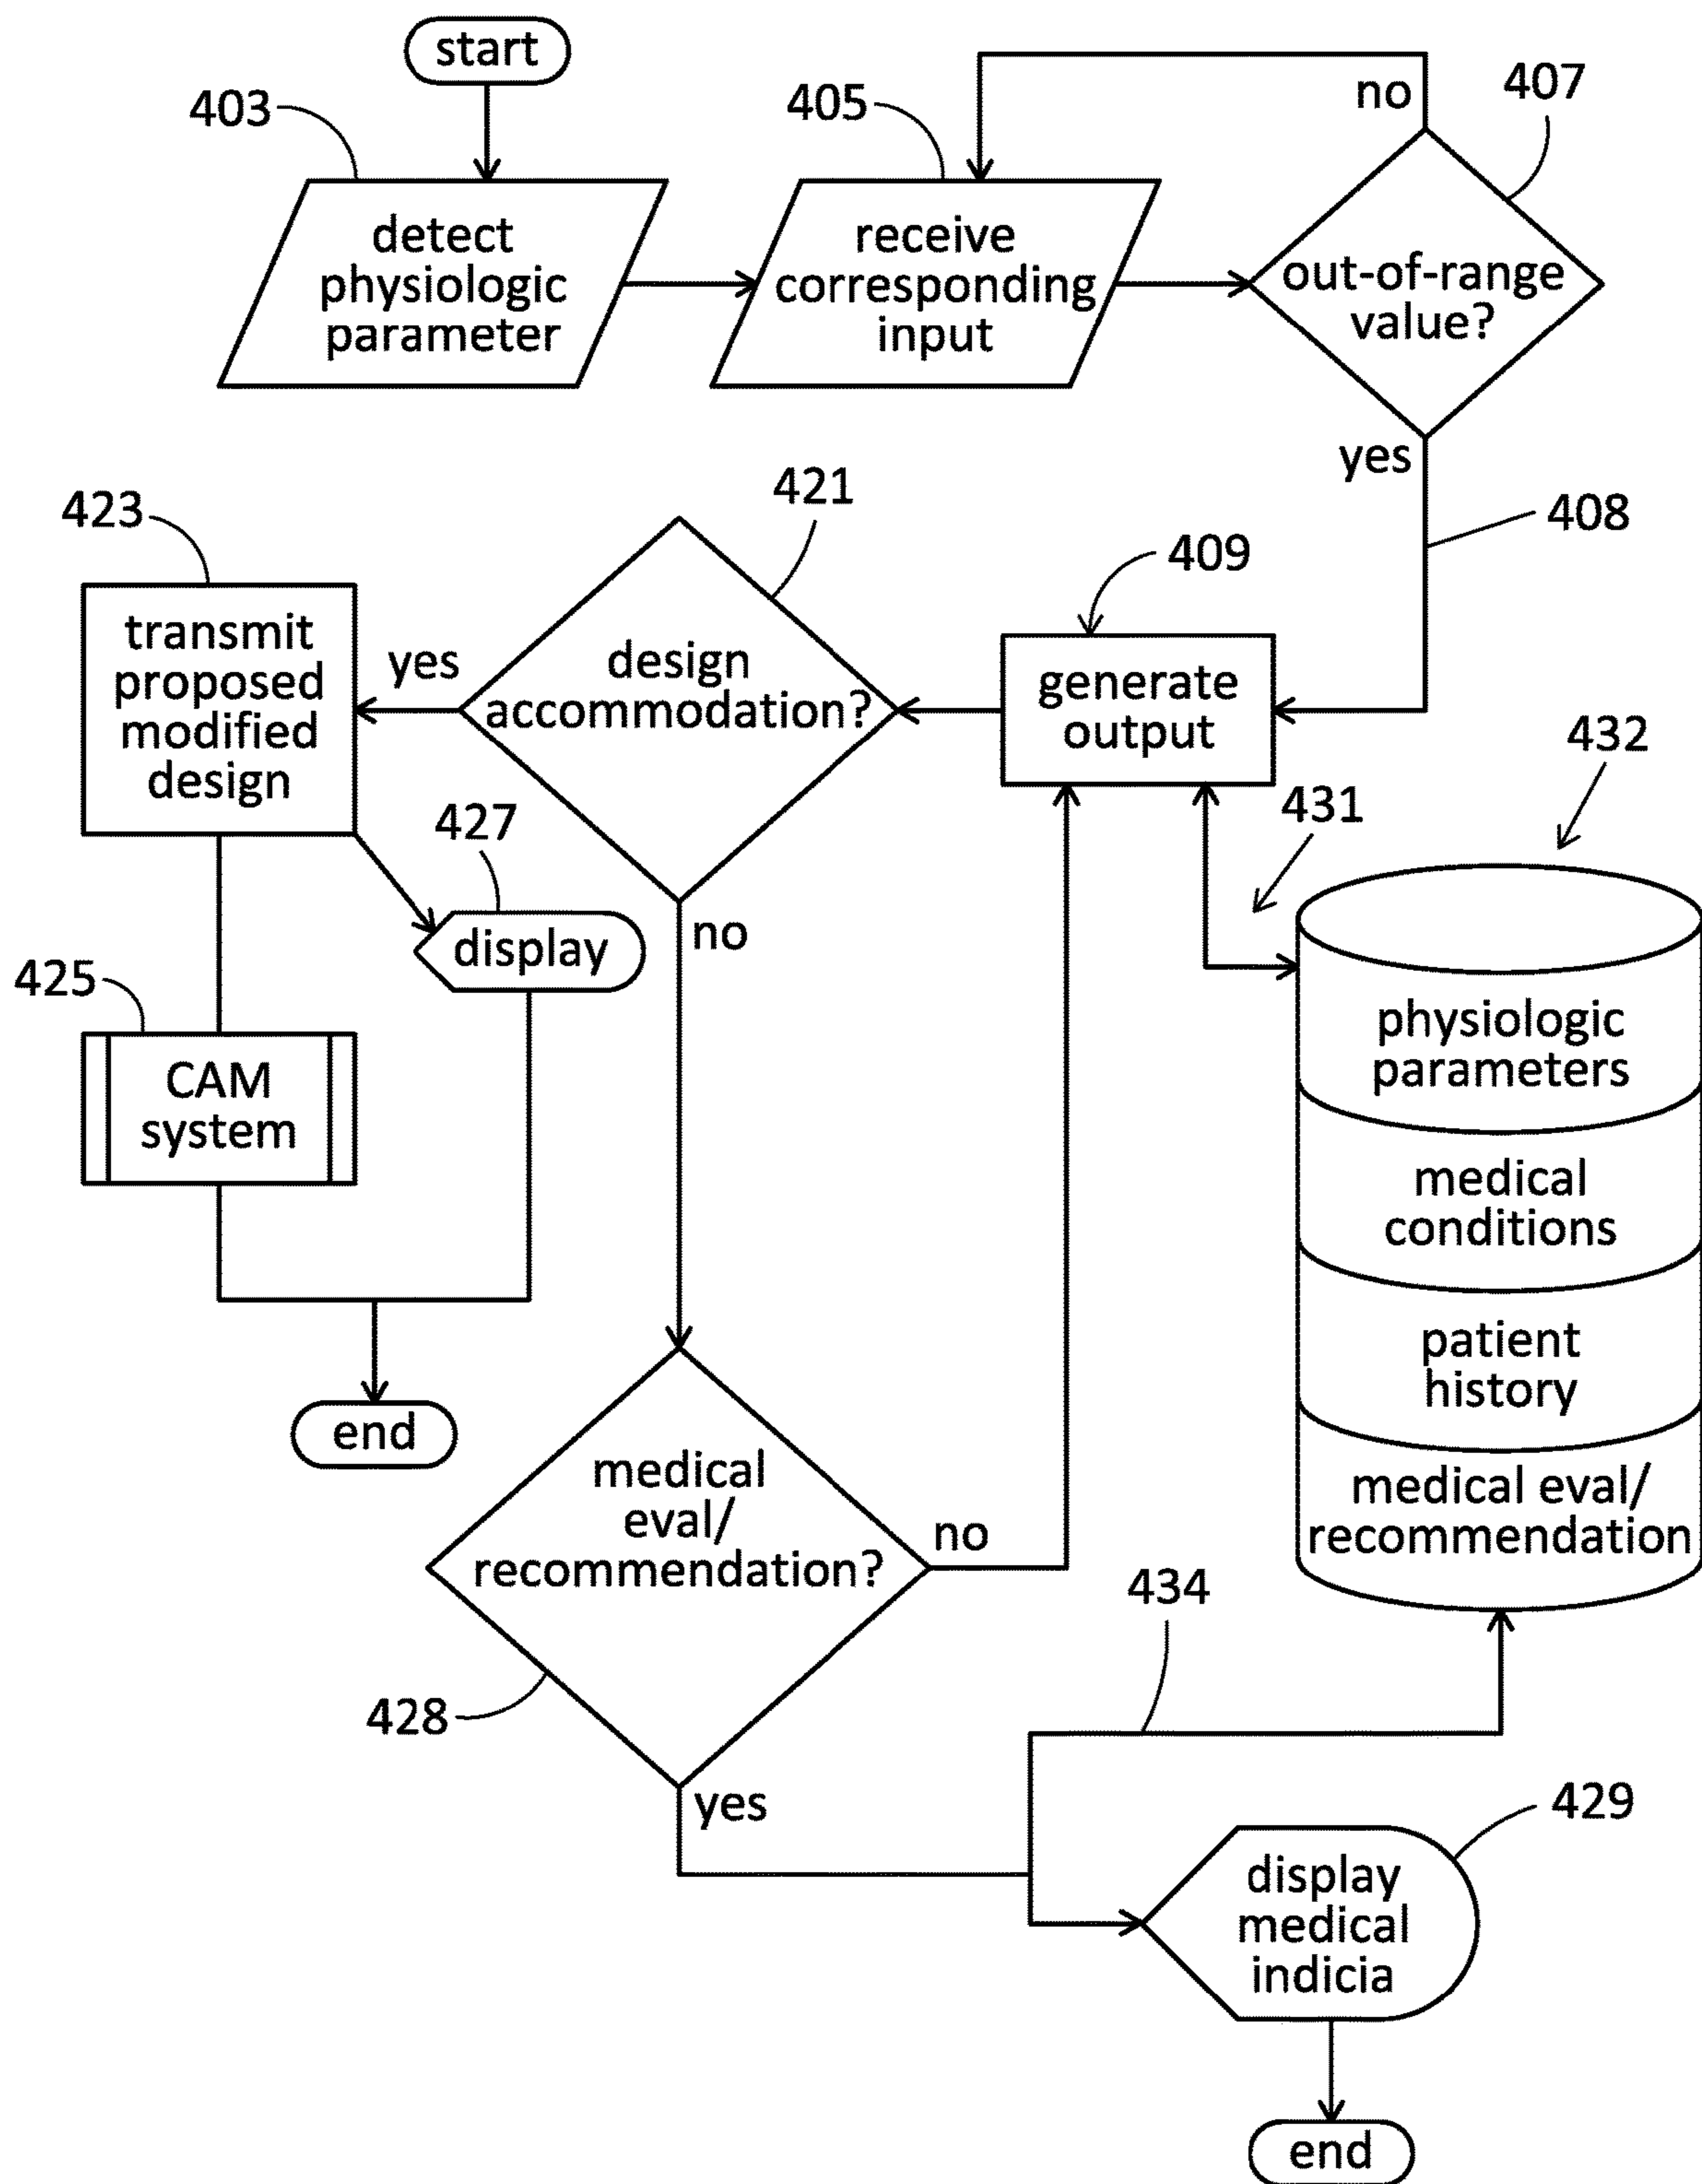 start
403
405
no
407
detect
physiologic
parameter
receive
corresponding
input
out-of-range
value?
yes
408
421
423
409
transmit
proposed
modified
design
yes
design
accommodation?
generate
output
432
431
427
display
no
425
CAM
system
physiologic
parameters
medical
conditions
patient
history
medical eval/
recommendation
end
medical
eval/
recommendation?
no
434
428
yes
429
display
medical
indicia
end